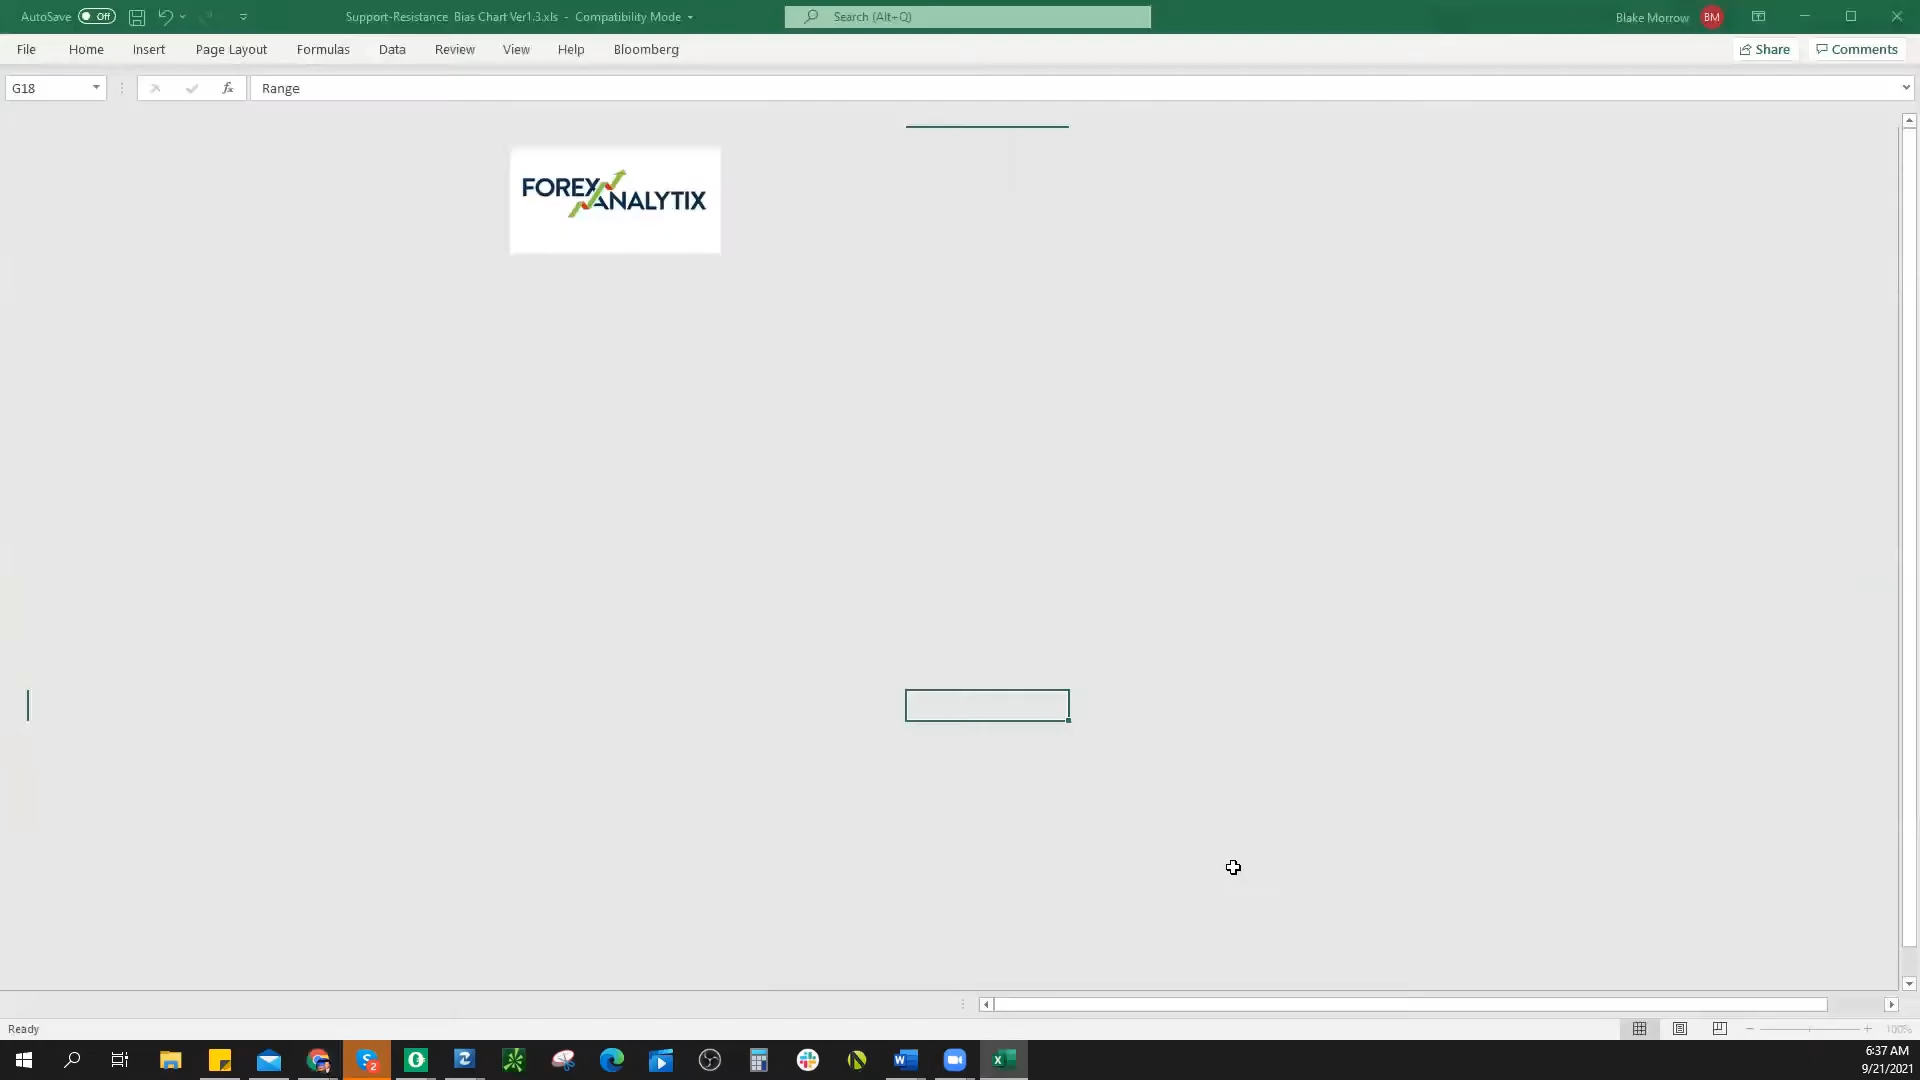 AutoSave Off Support-Resistance Bias Chart Ver1.3.xls - Compatibility Mode Search (Alt+Q) Blake Morrow BM
File Home Insert Page Layout Formulas Data Review View Help Bloomberg Share Comments
G18 fx Range
FOREX
ANALYTIX
Ready 100%
6:37 AM
9/21/2021